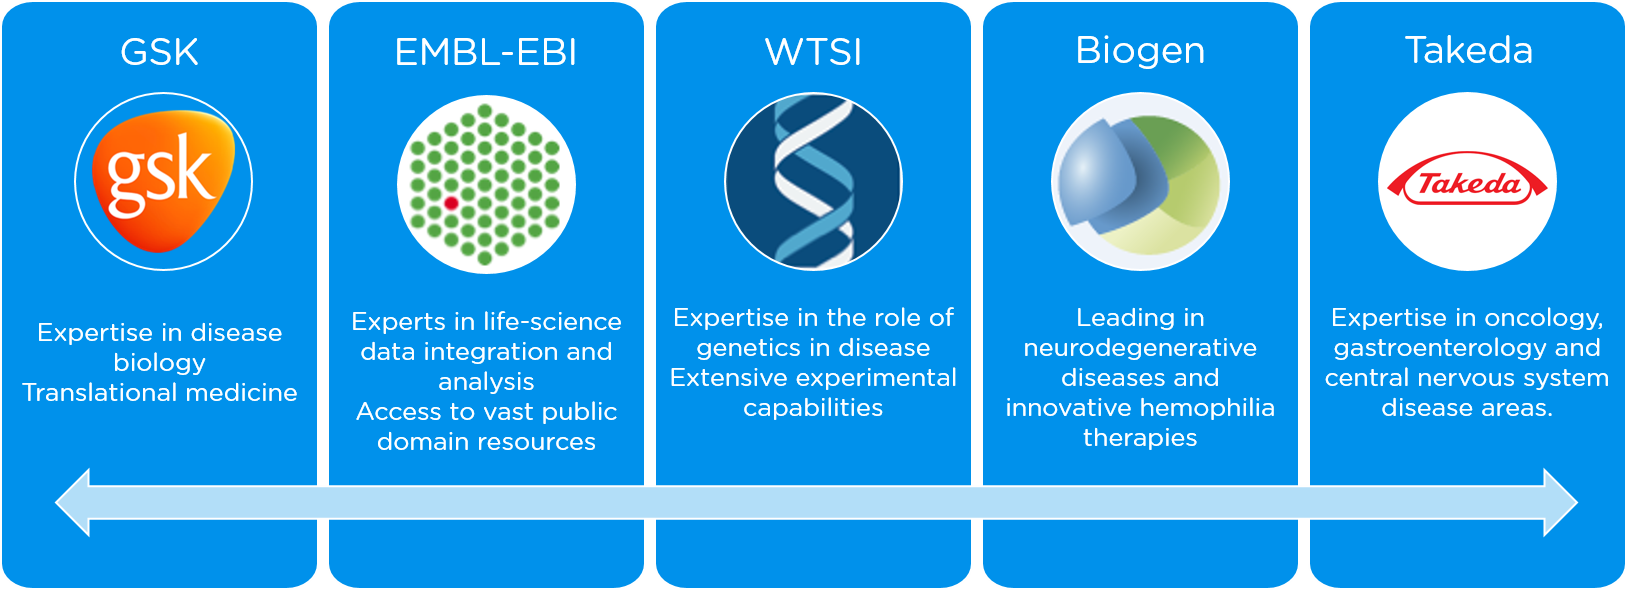 GSK
gsk
Expertise in disease
biology
Translational medicine
EMBL-EBI
Experts in life-science
data integration and
analysis
Access to vast public
domain resources
WTSI
Expertise in the role of
genetics in disease
Extensive experimental
capabilities
Biogen
Leading in
neurodegenerative
diseases and
innovative hemophilia
therapies
Takeda
Takeda
Expertise in oncology,
gastroenterology and
central nervous system
disease areas.